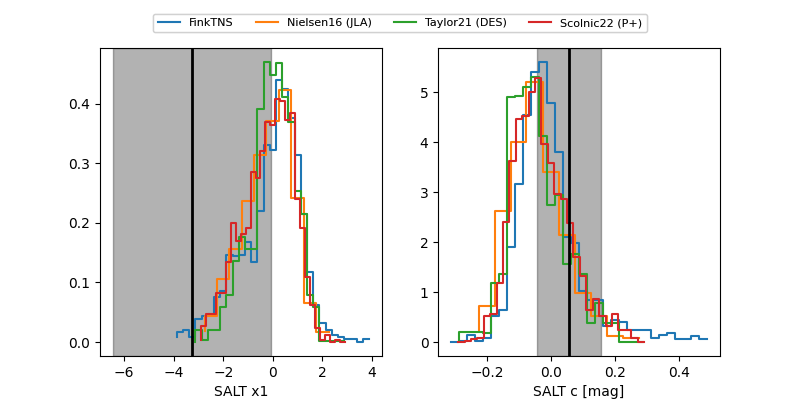 FinkTNS Nielsen16 (JLA) Taylor21 (DES) Scolnic22 (P+)
0.4
0.3
0.2
0.1
0.0
−6 −4 −2 0 2 4
SALT x1
5
4
3
2
1
0
−0.2 0.0 0.2 0.4
SALT c [mag]